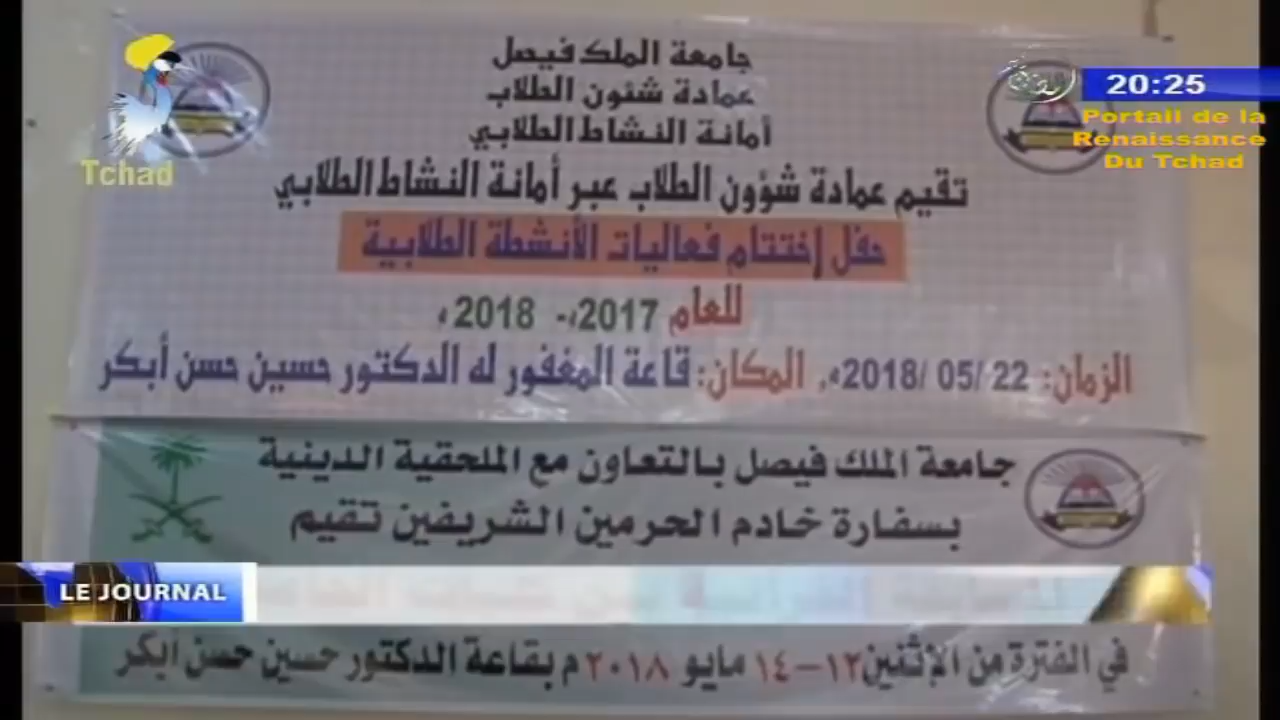 جامعة الملك فيصل
عمادة شئون الطلاب
أمانة النشاط الطلابي
تقيم عمادة شؤون الطلاب عبر أمانة النشاط الطلابي
حفل إختتام فعاليات الأنشطة الطلابية
للعام 2017م- 2018م
الزمان: 22 /05 /2018م. المكان: قاعة المغفور له الدكتور حسين حسن أبكر
جامعة الملك فيصل بالتعاون مع الملحقية الدينية
بسفارة خادم الحرمين الشريفين تقيم
في الفترة من الإثنين ١٢-١٤ مايو ٢٠١٨ م بقاعة الدكتور حسين حسن أبكر
Tchad
20:25
Portail de la
Renaissance
Du Tchad
LE JOURNAL